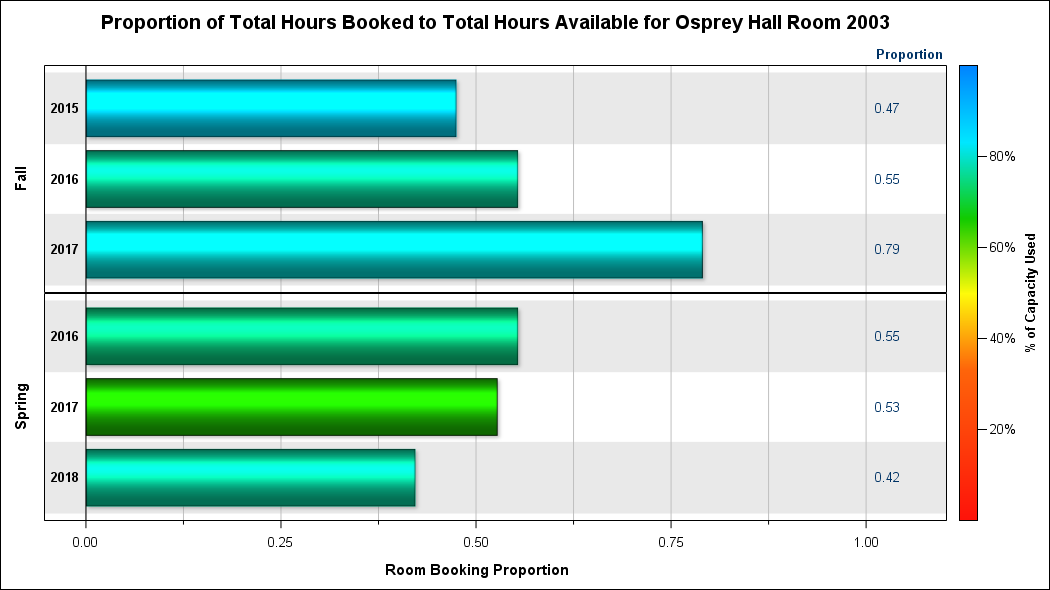 Proportion of Total Hours Booked to Total Hours Available for Osprey Hall Room 2003
Proportion
Fall
2015 0.47
2016 0.55
2017 0.79
Spring
2016 0.55
2017 0.53
2018 0.42
0.00 0.25 0.50 0.75 1.00
Room Booking Proportion
80%
60%
40%
20%
% of Capacity Used